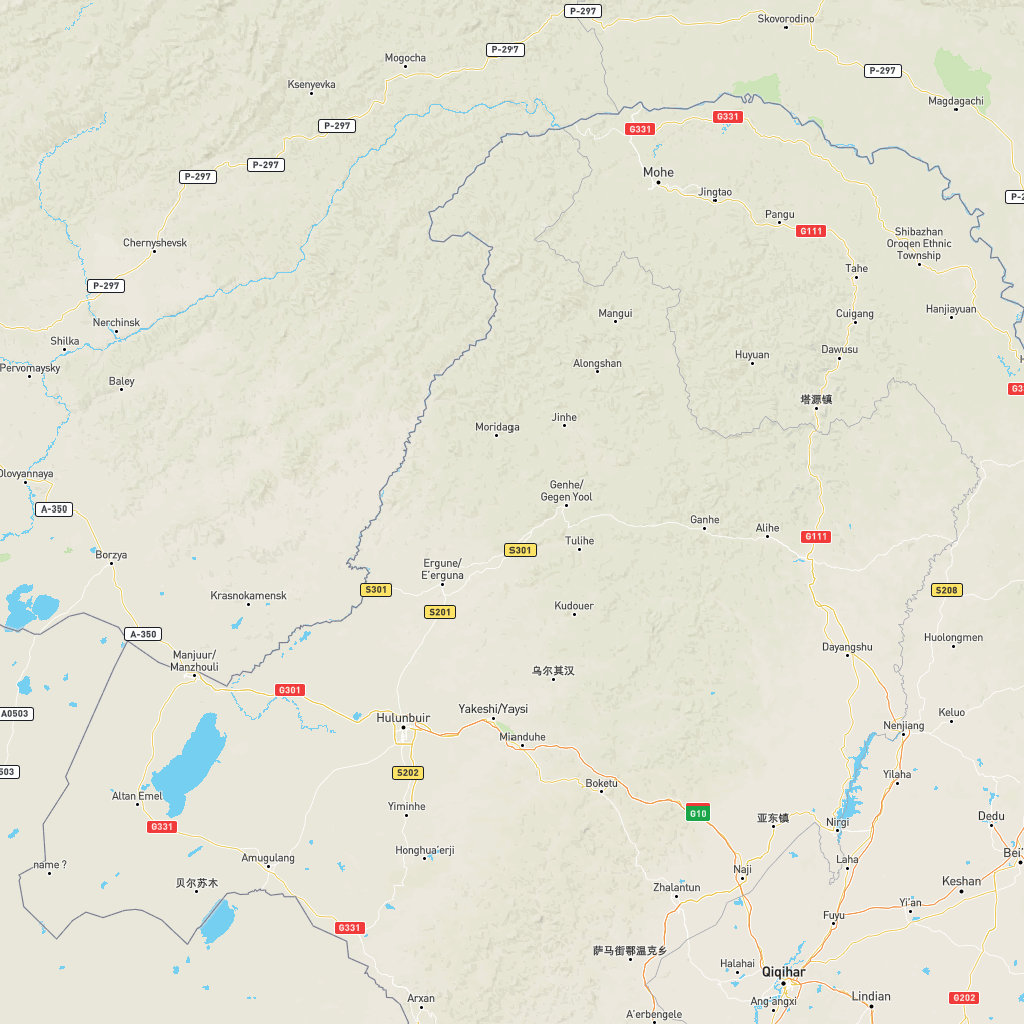 P-297
Skovorodino
P-297
Mogocha
P-297
Ksenyevka
Magdagachi
P-297
G331
G331
P-297
Mohe
P-297
Jingtao
Pangu
G111
Shibazhan
Oroqen Ethnic
Township
Chernyshevsk
Tahe
P-297
Mangui
Cuigang
Hanjiayuan
Nerchinsk
Shilka
Huyuan
Dawusu
Pervomaysky
Alongshan
Baley
塔源镇
Jinhe
Moridaga
Olovyannaya
Genhe/
Gegen Yool
A-350
Ganhe
Alihe
G111
Tulihe
S301
Borzya
Ergune/
E'erguna
S301
S208
Krasnokamensk
S201
Kudouer
A-350
Huolongmen
Dayangshu
Manjuur/
Manzhouli
乌尔其汉
G301
A0503
Hulunbuir
Yakeshi/Yaysi
Keluo
Nenjiang
Mianduhe
S202
Yilaha
Boketu
Altan Emel
Yiminhe
G10
亚东镇
Nirgi
Dedu
G331
Honghua'erji
Amugulang
Laha
name ?
Naji
贝尔苏木
Zhalantun
Keshan
Yi'an
Fuyu
G331
萨马街鄂温克乡
Halahai
Qiqihar
Arxan
Ang'angxi
Lindian
G202
A'erbengele